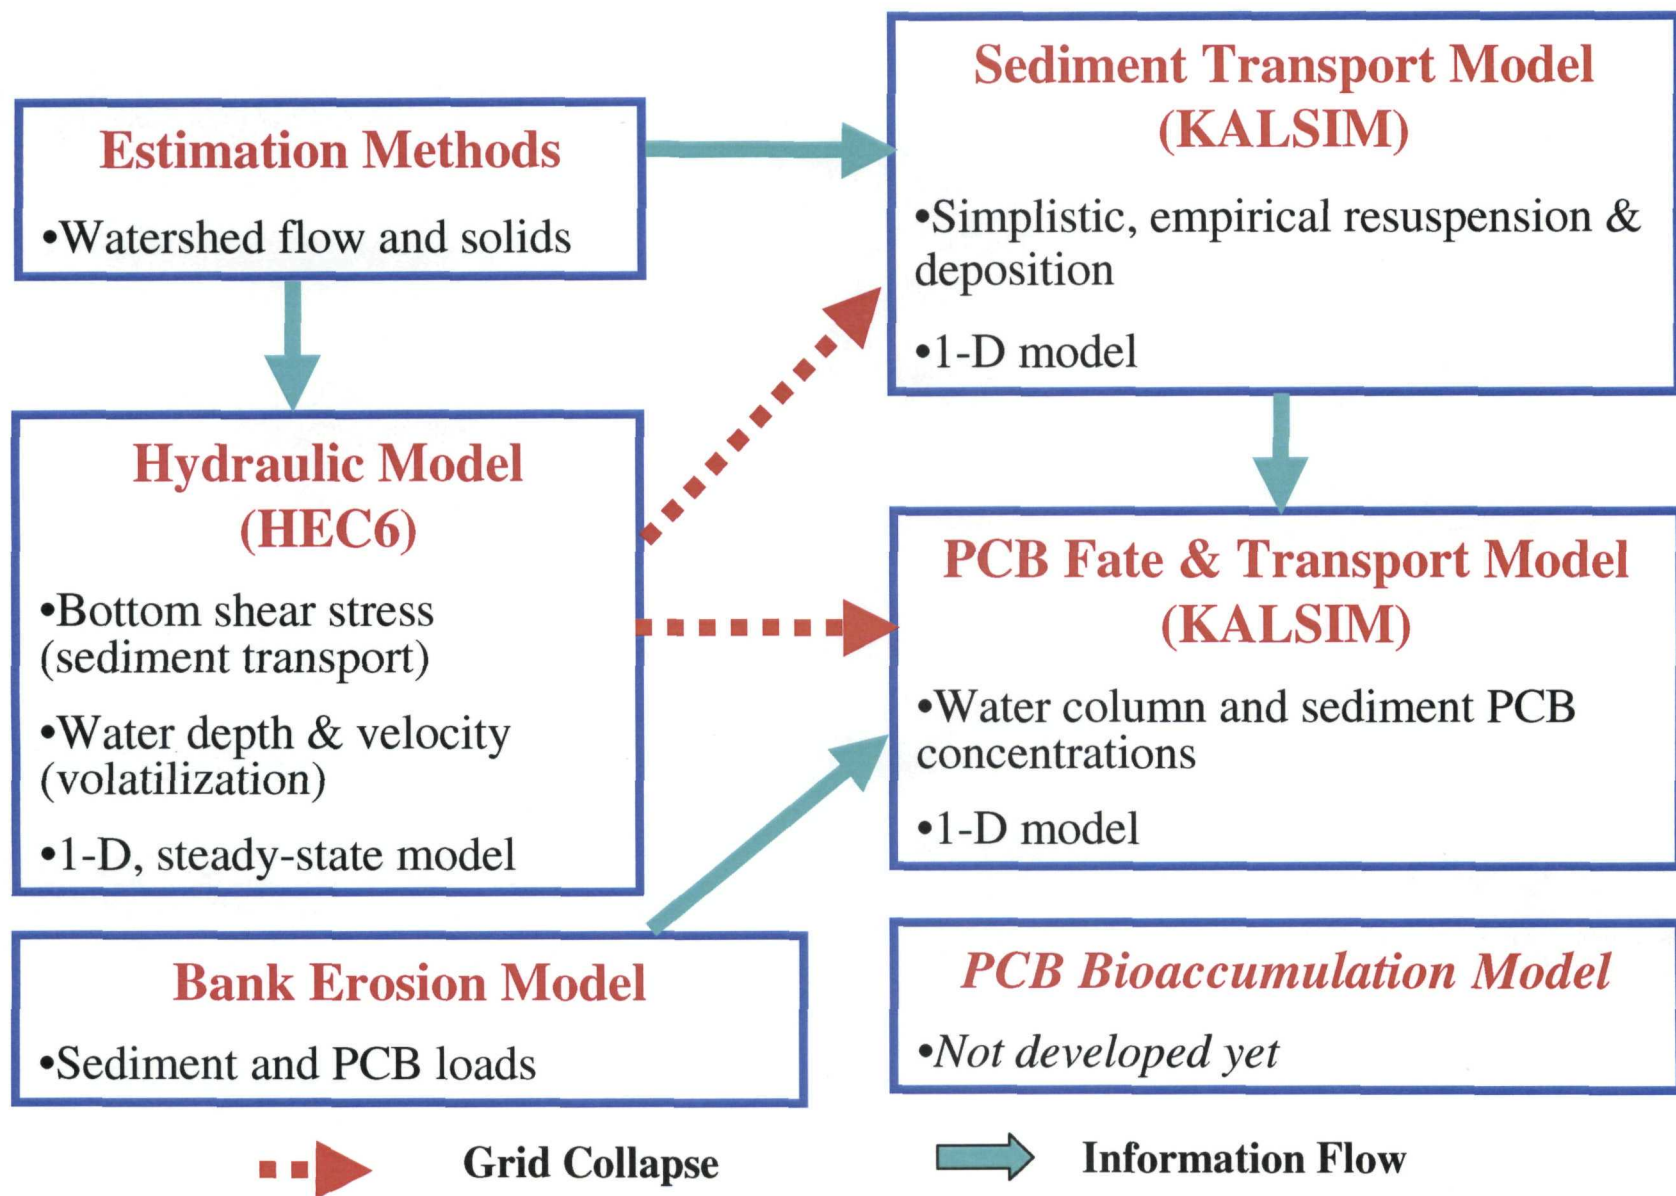 Estimation Methods
•Watershed flow and solids
Hydraulic Model
(HEC6)
•Bottom shear stress
(sediment transport)
•Water depth & velocity
(volatilization)
•1-D, steady-state model
Bank Erosion Model
•Sediment and PCB loads
Sediment Transport Model
(KALSIM)
•Simplistic, empirical resuspension &
deposition
•1-D model
PCB Fate & Transport Model
(KALSIM)
•Water column and sediment PCB
concentrations
•1-D model
PCB Bioaccumulation Model
•Not developed yet
Grid Collapse
Information Flow